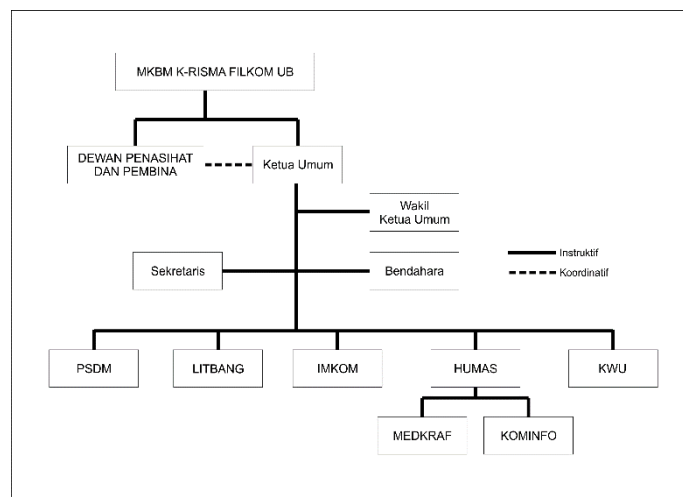 MKBM K-RISMA FILKOM UB
DEWAN PENASIHAT
DAN PEMBINA
Ketua Umum
Wakil
Ketua Umum
Sekretaris
Bendahara
Instruktif
Koordinatif
PSDM
LITBANG
IMKOM
HUMAS
KWU
MEDKRAF
KOMINFO